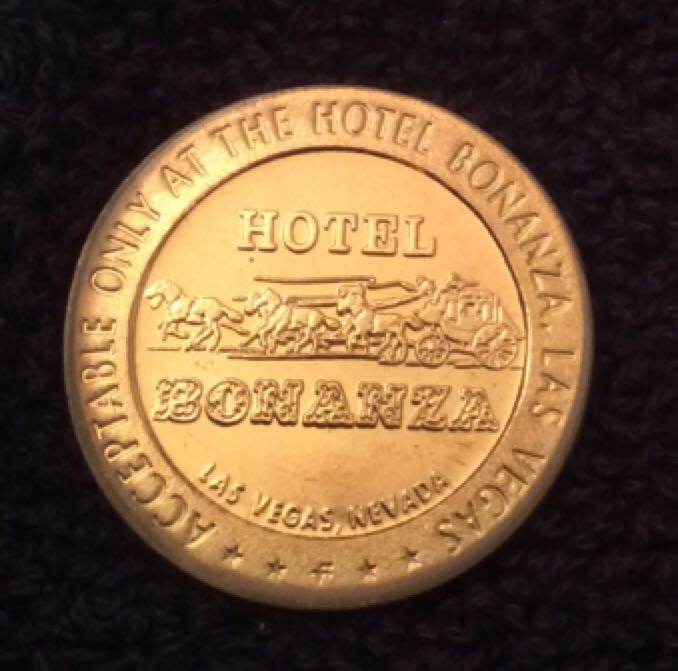 ACCEPTABLE ONLY AT THE HOTEL BONANZA, LAS VEGAS
HOTEL
BONANZA
LAS VEGAS, NEVADA
★ ★ F ★ ★